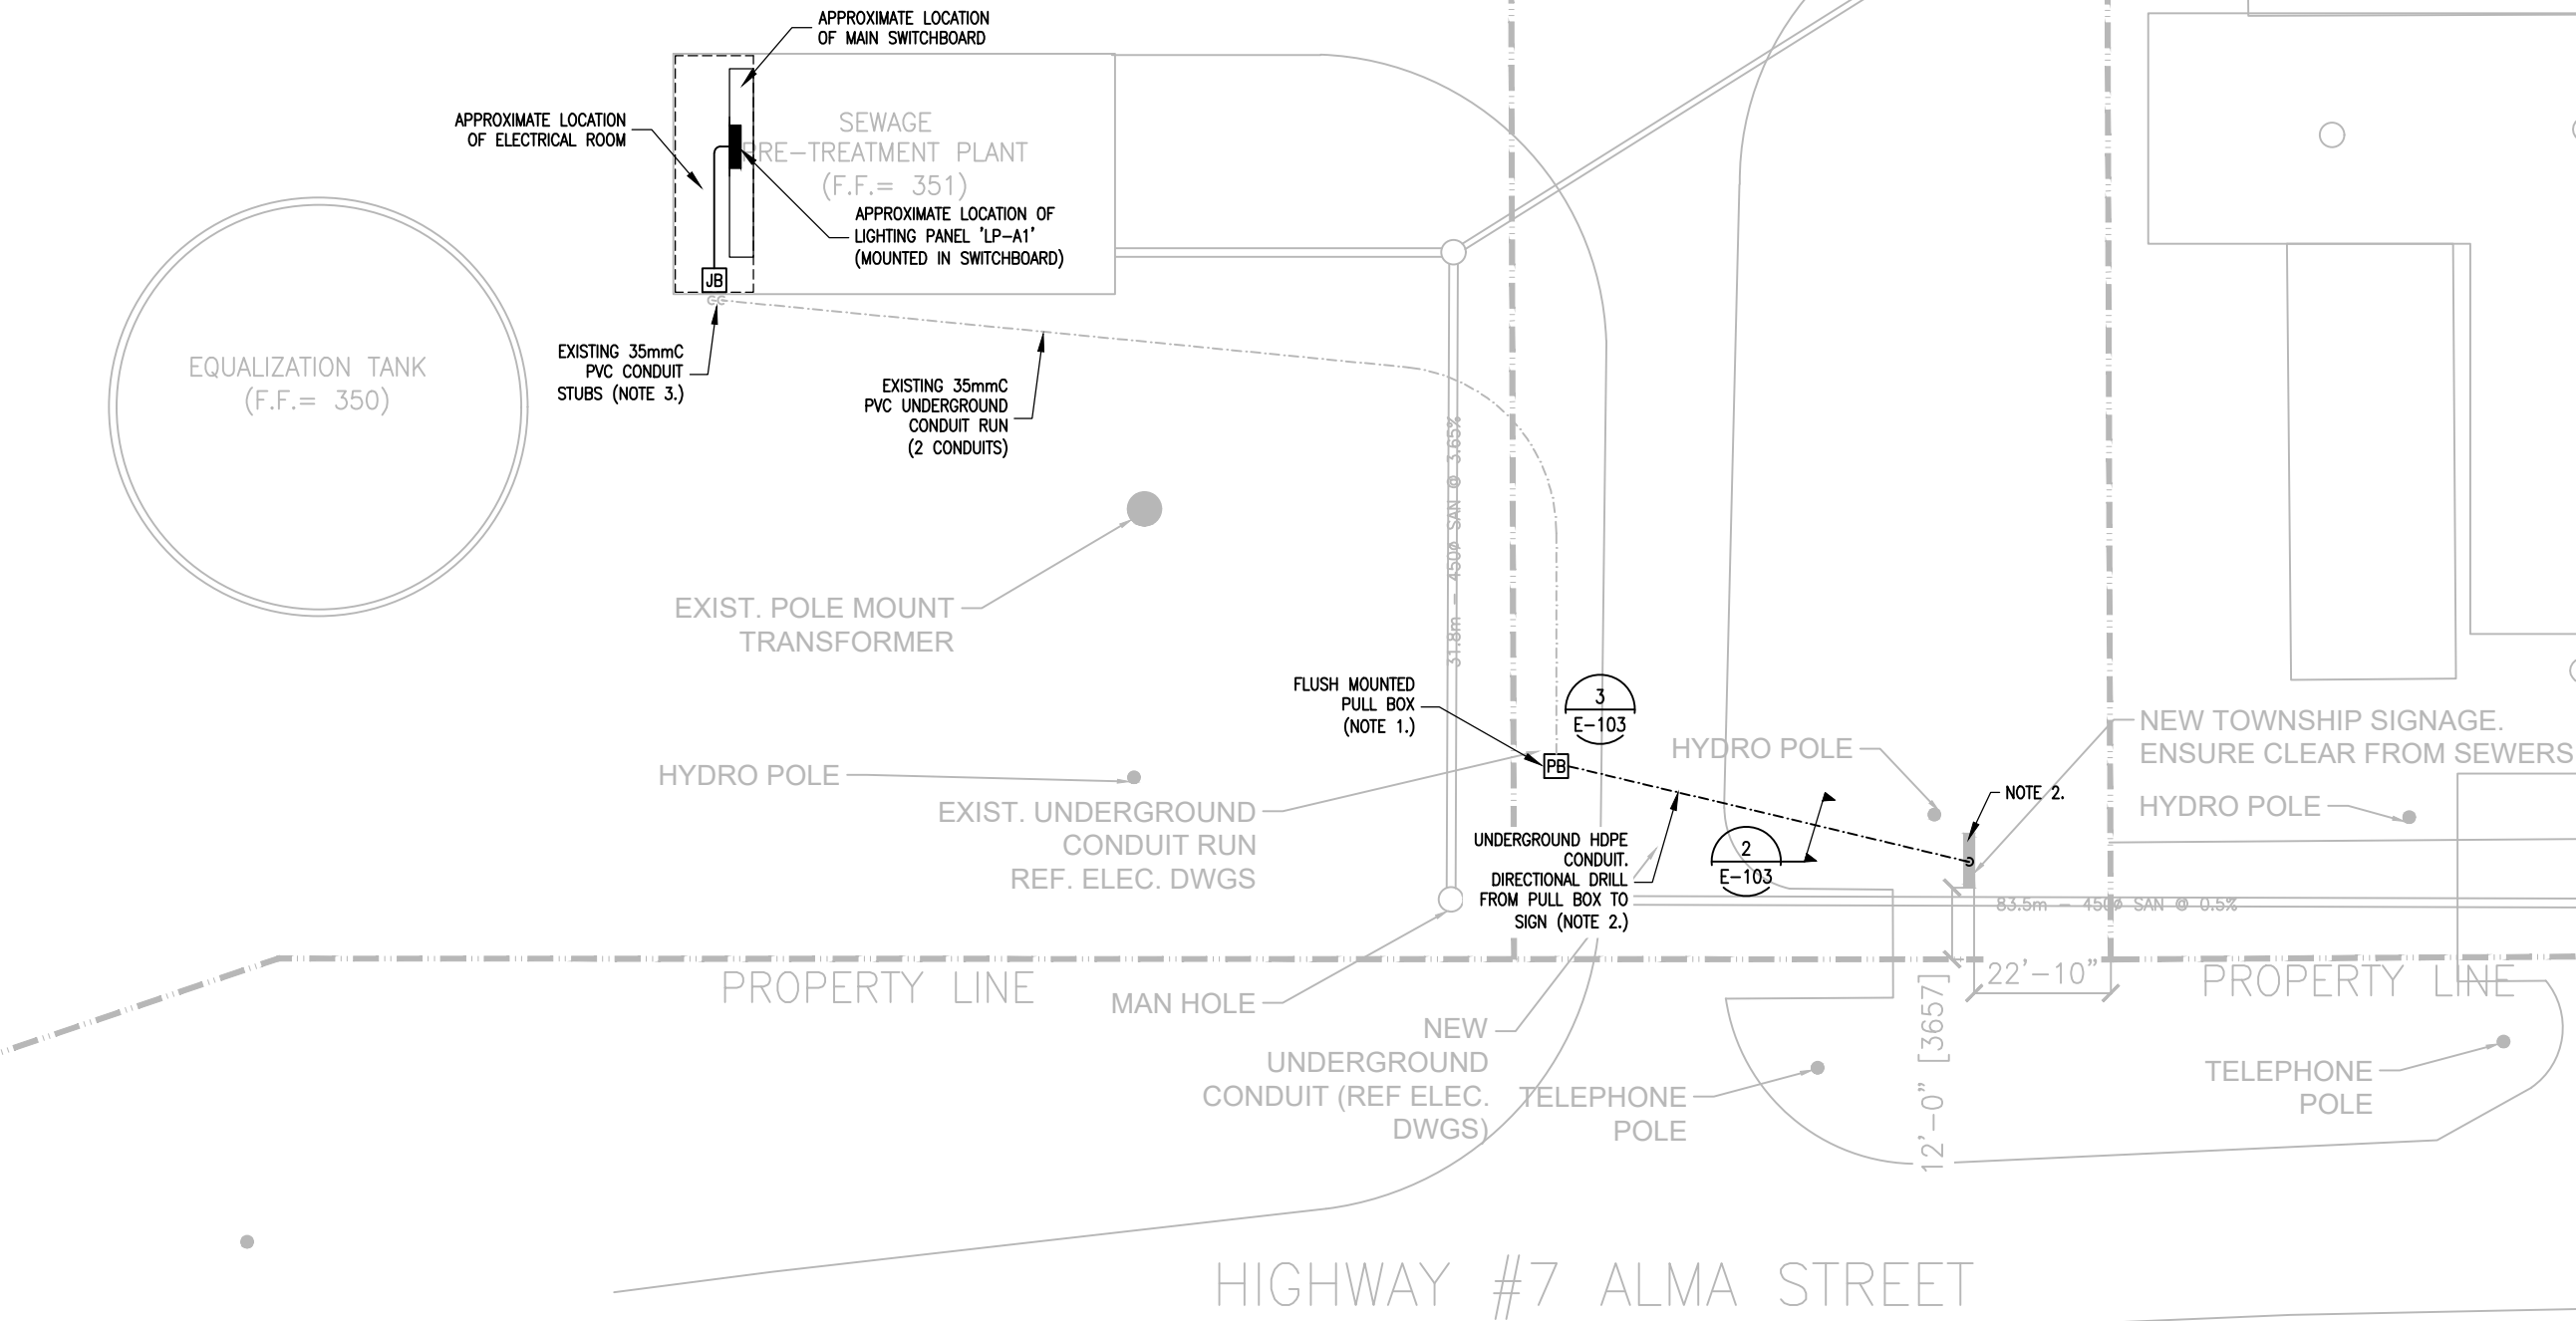 APPROXIMATE LOCATION
OF MAIN SWITCHBOARD
APPROXIMATE LOCATION
OF ELECTRICAL ROOM
SEWAGE
PRE-TREATMENT PLANT
(F.F.= 351)
APPROXIMATE LOCATION OF
LIGHTING PANEL 'LP-A1'
(MOUNTED IN SWITCHBOARD)
JB
CC
EXISTING 35mmC
PVC CONDUIT
STUBS (NOTE 3.)
EQUALIZATION TANK
(F.F.= 350)
EXISTING 35mmC
PVC UNDERGROUND
CONDUIT RUN
(2 CONDUITS)
31.8m - 450ø SAN @ 3.65%
EXIST. POLE MOUNT
TRANSFORMER
FLUSH MOUNTED
PULL BOX
(NOTE 1.)
3
E-103
PB
HYDRO POLE
NEW TOWNSHIP SIGNAGE.
ENSURE CLEAR FROM SEWERS
HYDRO POLE
EXIST. UNDERGROUND
CONDUIT RUN
REF. ELEC. DWGS
NOTE 2.
HYDRO POLE
UNDERGROUND HDPE
CONDUIT.
DIRECTIONAL DRILL
FROM PULL BOX TO
SIGN (NOTE 2.)
2
E-103
83.5m - 450ø SAN @ 0.5%
PROPERTY LINE
MAN HOLE
22'-10"
12'-0" [3657]
PROPERTY LINE
NEW
UNDERGROUND
CONDUIT (REF ELEC.
DWGS)
TELEPHONE
POLE
TELEPHONE
POLE
HIGHWAY #7 ALMA STREET